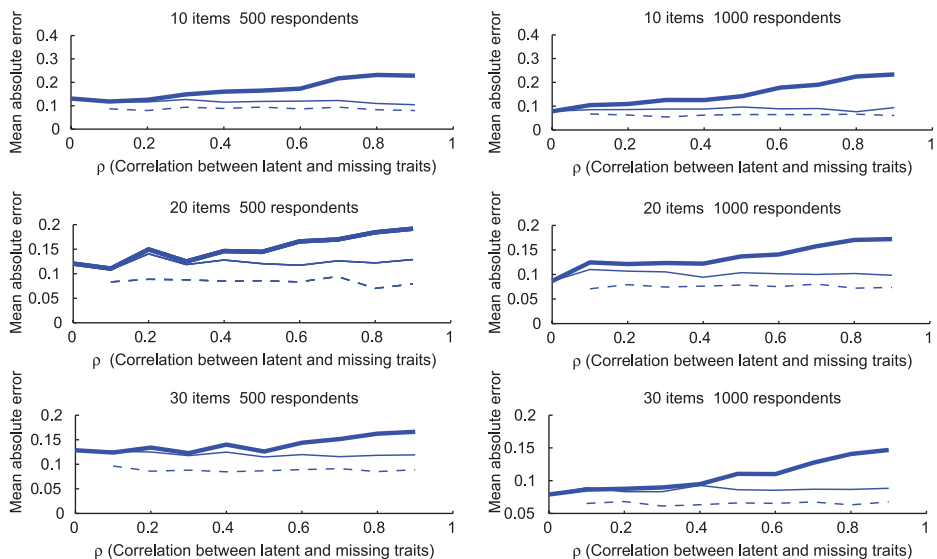 10 items 500 respondents
Mean absolute error
0.4
0.3
0.2
0.1
0
0 0.2 0.4 0.6 0.8 1
ρ (Correlation between latent and missing traits)
10 items 1000 respondents
Mean absolute error
0.4
0.3
0.2
0.1
0
0 0.2 0.4 0.6 0.8 1
ρ (Correlation between latent and missing traits)
20 items 500 respondents
Mean absolute error
0.2
0.15
0.1
0.05
0
0 0.2 0.4 0.6 0.8 1
ρ (Correlation between latent and missing traits)
20 items 1000 respondents
Mean absolute error
0.2
0.15
0.1
0.05
0
0 0.2 0.4 0.6 0.8 1
ρ (Correlation between latent and missing traits)
30 items 500 respondents
Mean absolute error
0.2
0.15
0.1
0.05
0
0 0.2 0.4 0.6 0.8 1
ρ (Correlation between latent and missing traits)
30 items 1000 respondents
Mean absolute error
0.2
0.15
0.1
0.05
0 0.2 0.4 0.6 0.8 1
ρ (Correlation between latent and missing traits)